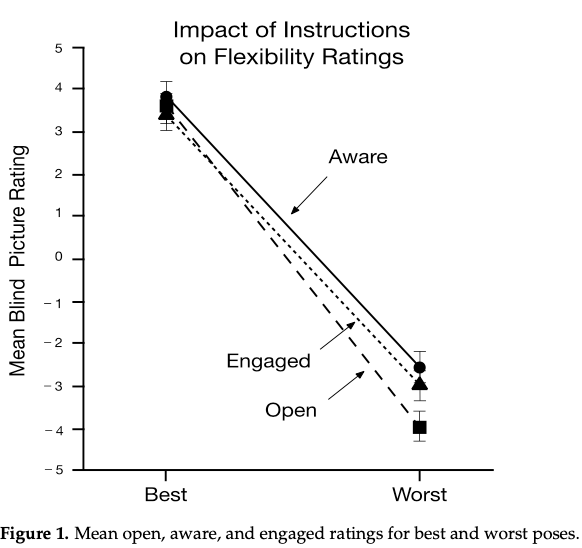 Impact of Instructions
on Flexibility Ratings
Mean Blind Picture Rating
5
4
3
2
1
0
−1
−2
−3
−4
−5
Aware
Engaged
Open
Best Worst
Figure 1. Mean open, aware, and engaged ratings for best and worst poses.